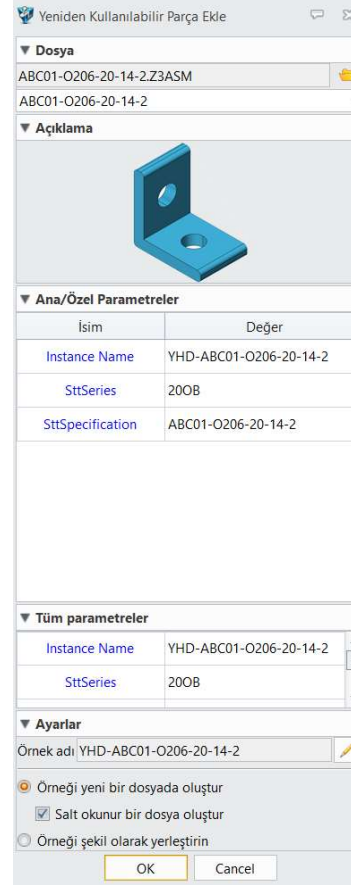 Yeniden Kullanılabilir Parça Ekle
Dosya
ABC01-O206-20-14-2.Z3ASM
ABC01-O206-20-14-2
Açıklama
Ana/Özel Parametreler
İsim Değer
Instance Name YHD-ABC01-O206-20-14-2
SttSeries 20OB
SttSpecification ABC01-O206-20-14-2
Tüm parametreler
Instance Name YHD-ABC01-O206-20-14-2
SttSeries 20OB
Ayarlar
Örnek adı YHD-ABC01-O206-20-14-2
Örneği yeni bir dosyada oluştur
Salt okunur bir dosya oluştur
Örneği şekil olarak yerleştirin
OK Cancel